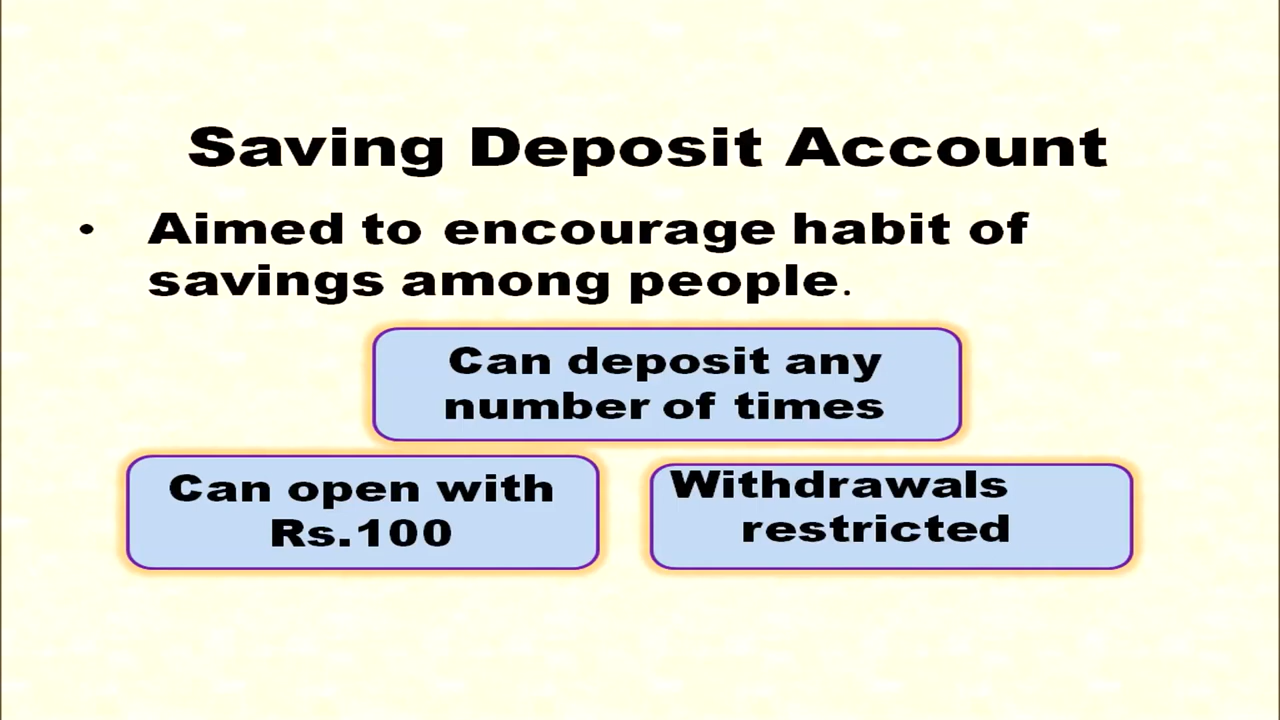 Saving Deposit Account
• Aimed to encourage habit of
savings among people.
Can deposit any
number of times
Can open with
Rs.100
Withdrawals
restricted